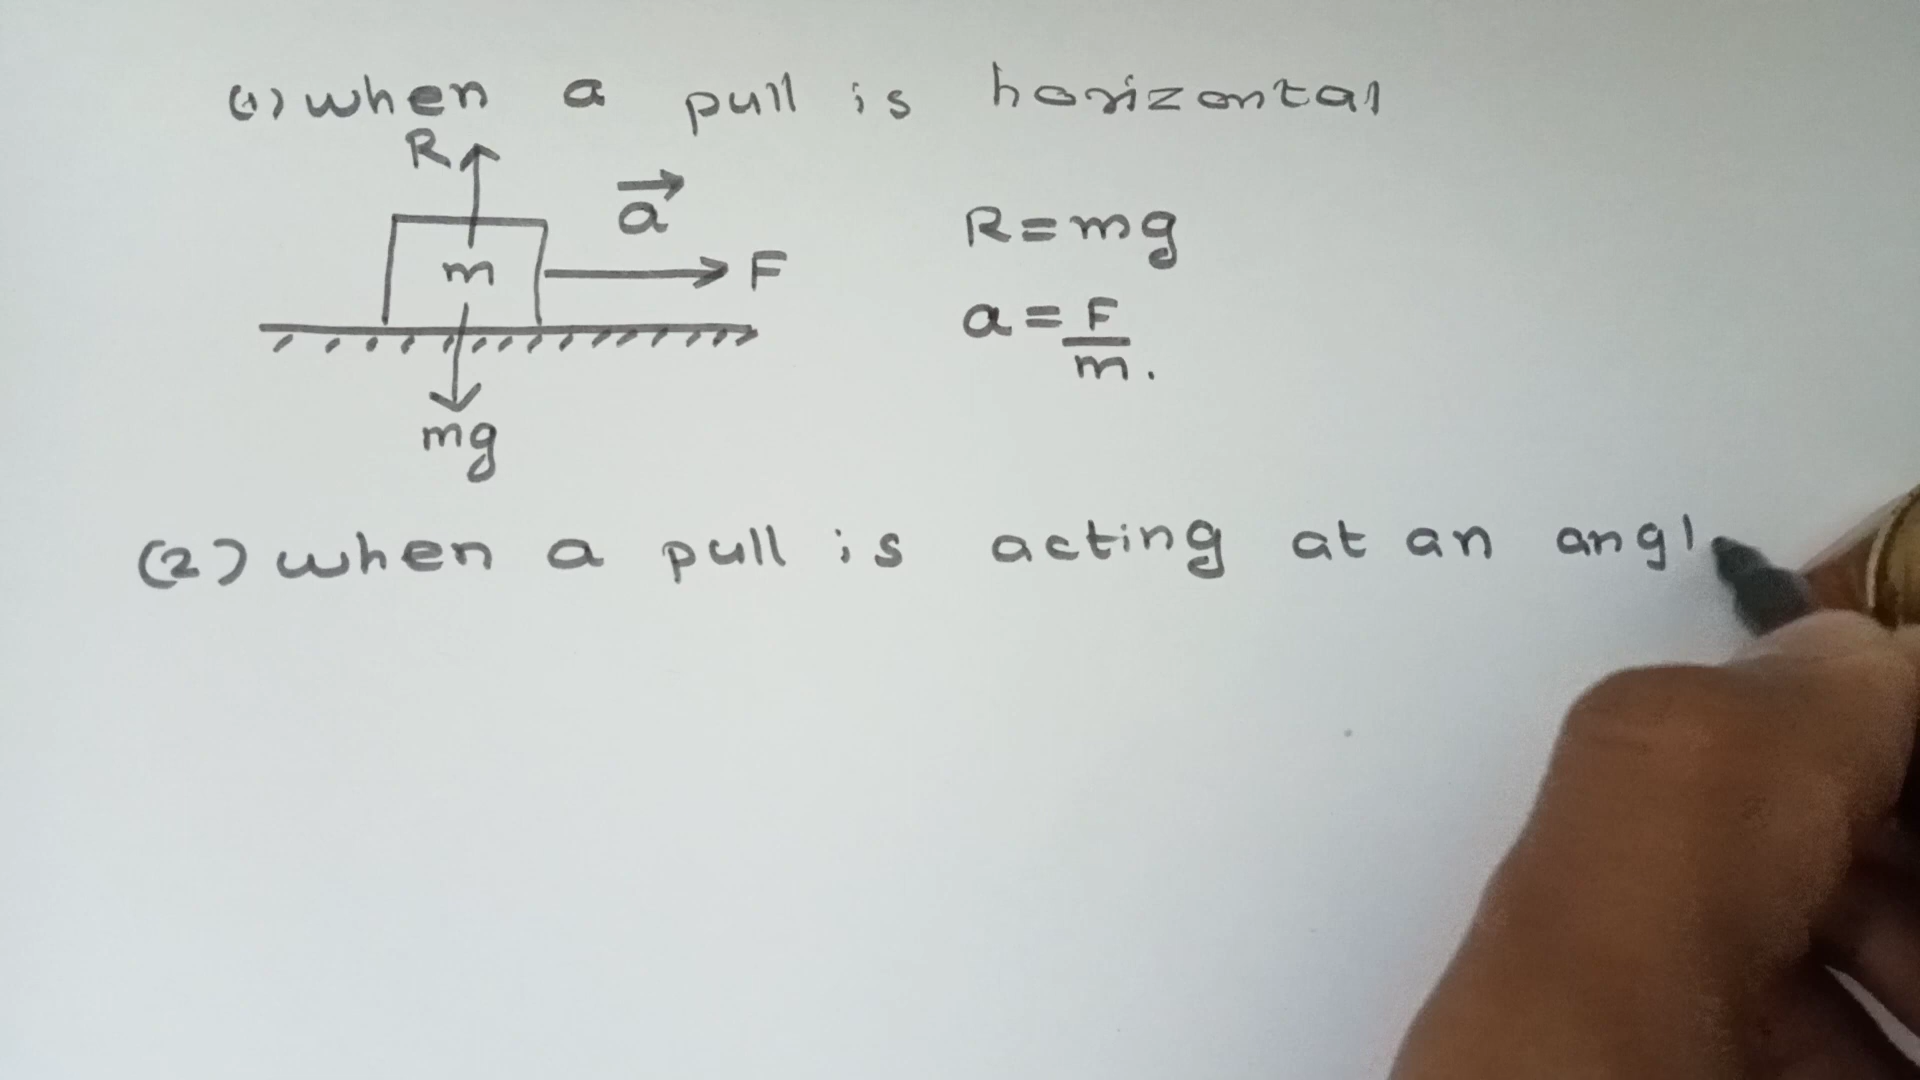 (1) when a pull is horizontal
R
a
m
F
mg
R = mg
a = F/m.
(2) when a pull is acting at an angl